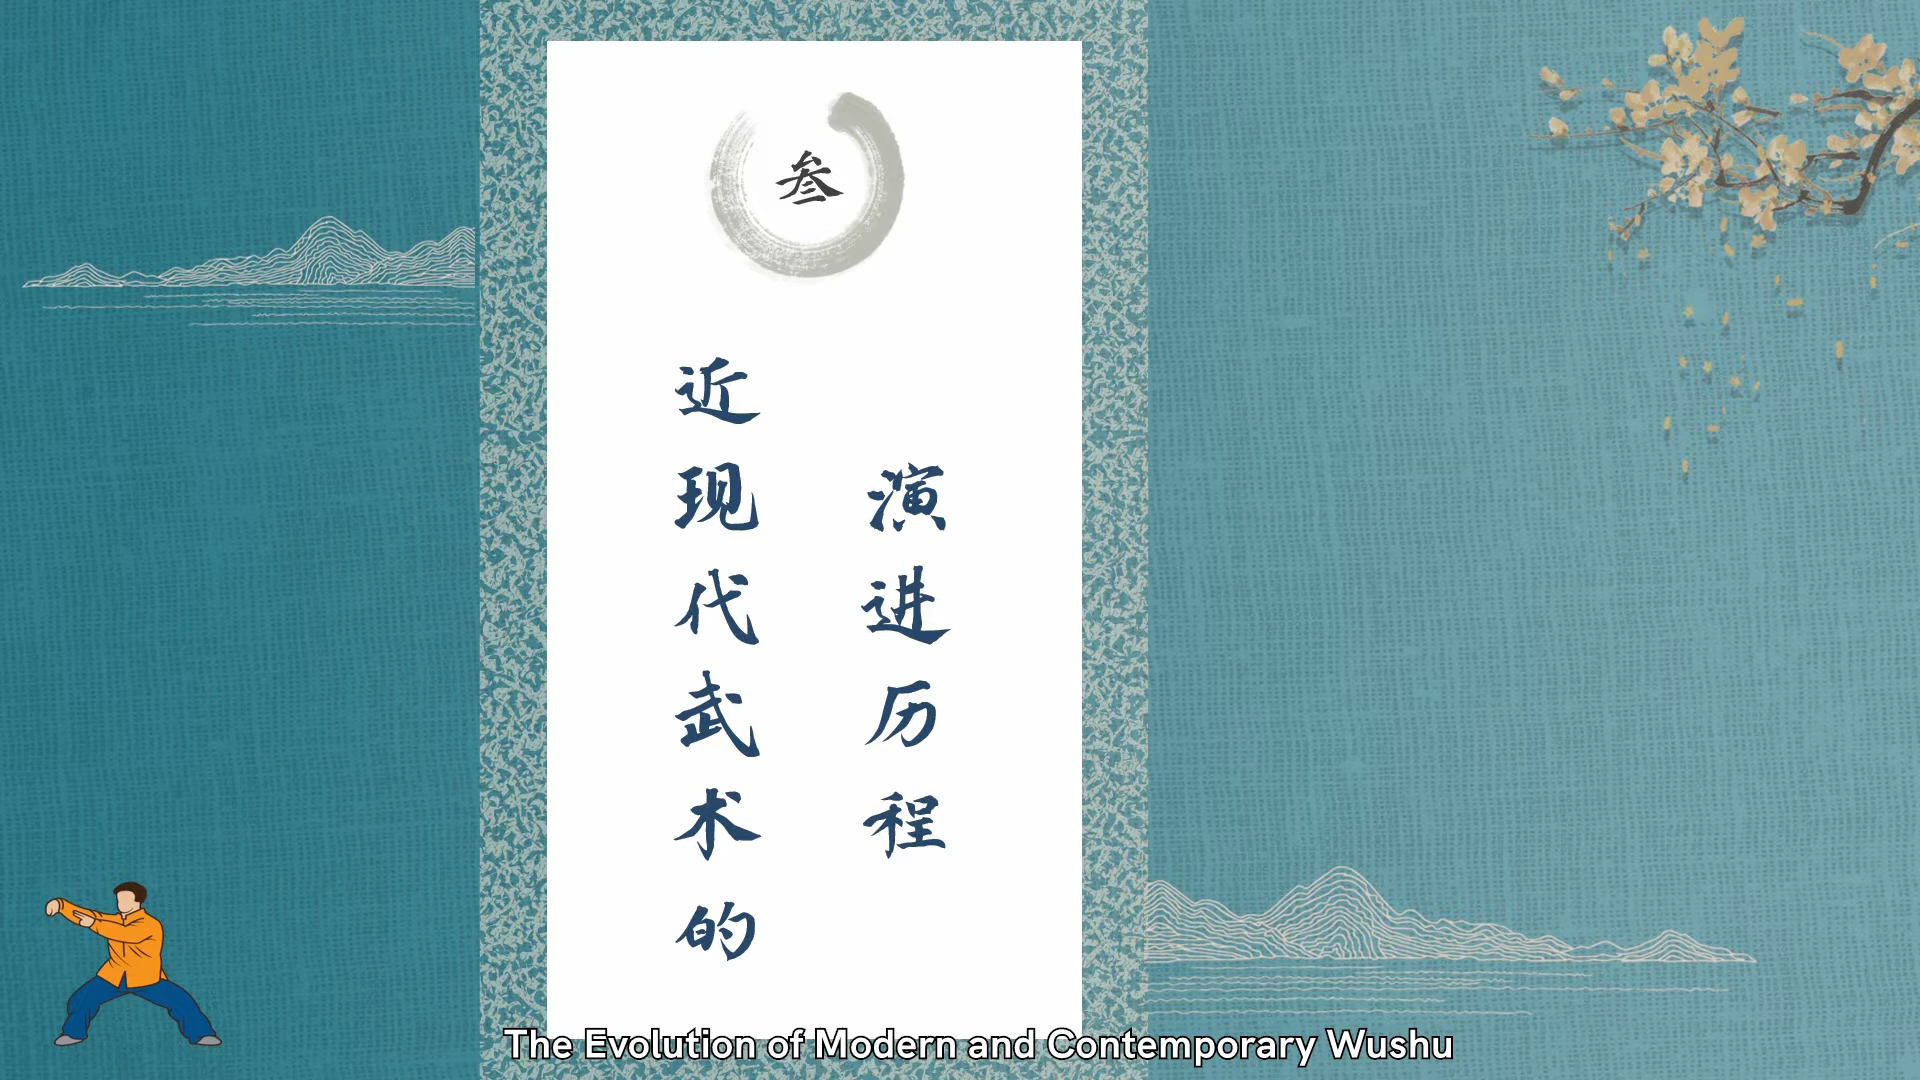 叁
近现代武术的
演进历程
The Evolution of Modern and Contemporary Wushu